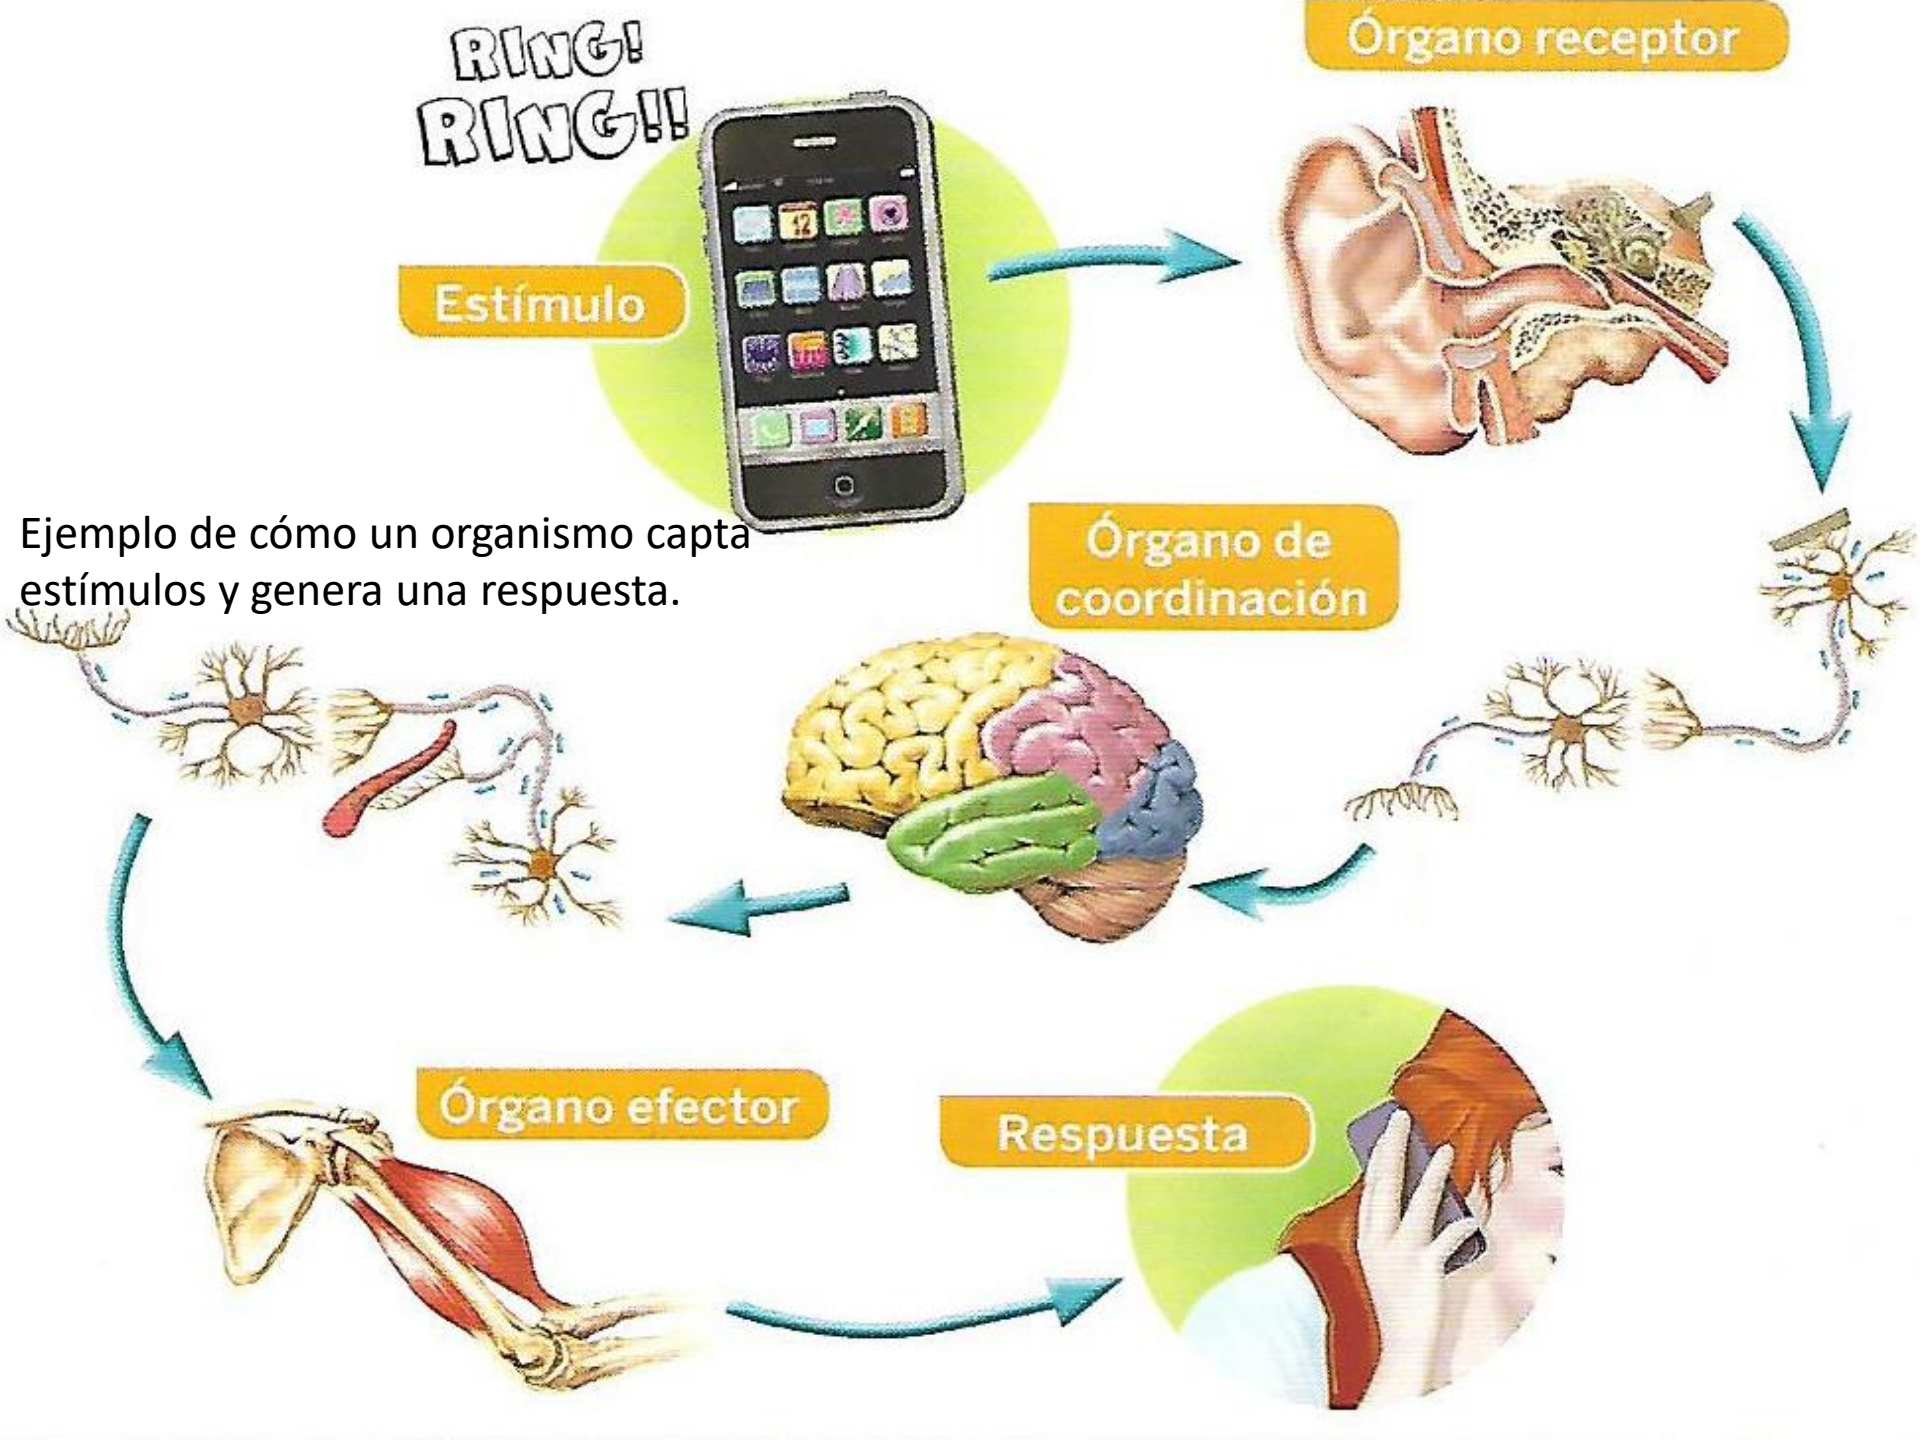 RING!
RING!!
Órgano receptor
Estímulo
12
Ejemplo de cómo un organismo capta
estímulos y genera una respuesta.
Órgano de
coordinación
Órgano efector
Respuesta